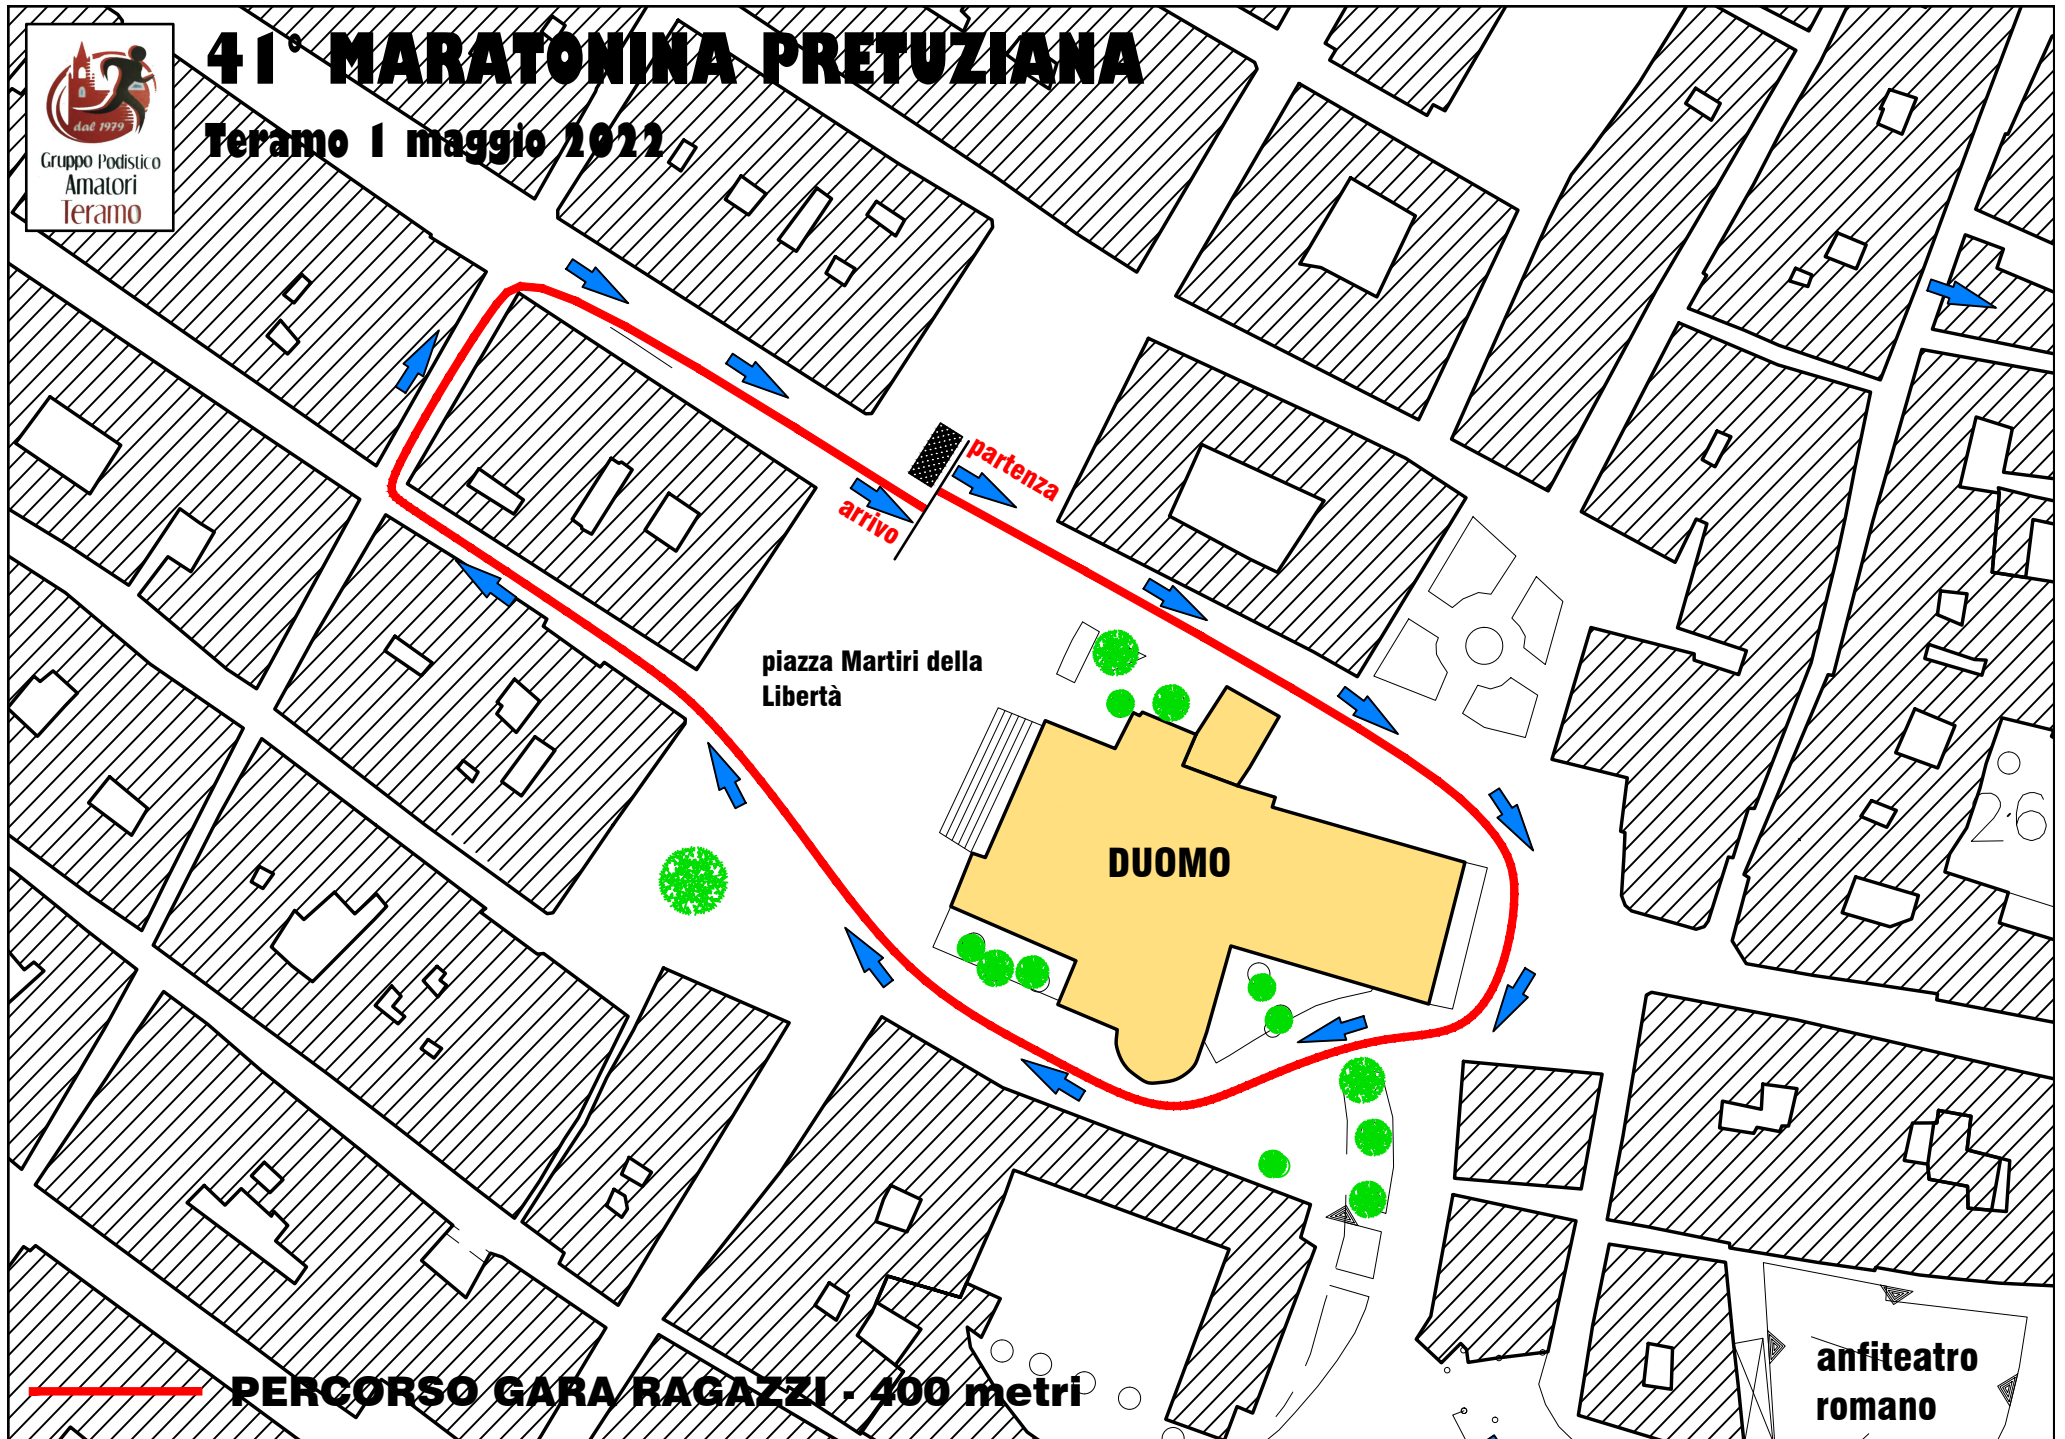 41° MARATONINA PRETUZIANA
Teramo 1 maggio 2022
dal 1979
Gruppo Podistico
Amatori
Teramo
partenza
arrivo
piazza Martiri della
Libertà
DUOMO
26
anfiteatro
romano
PERCORSO GARA RAGAZZI - 400 metri